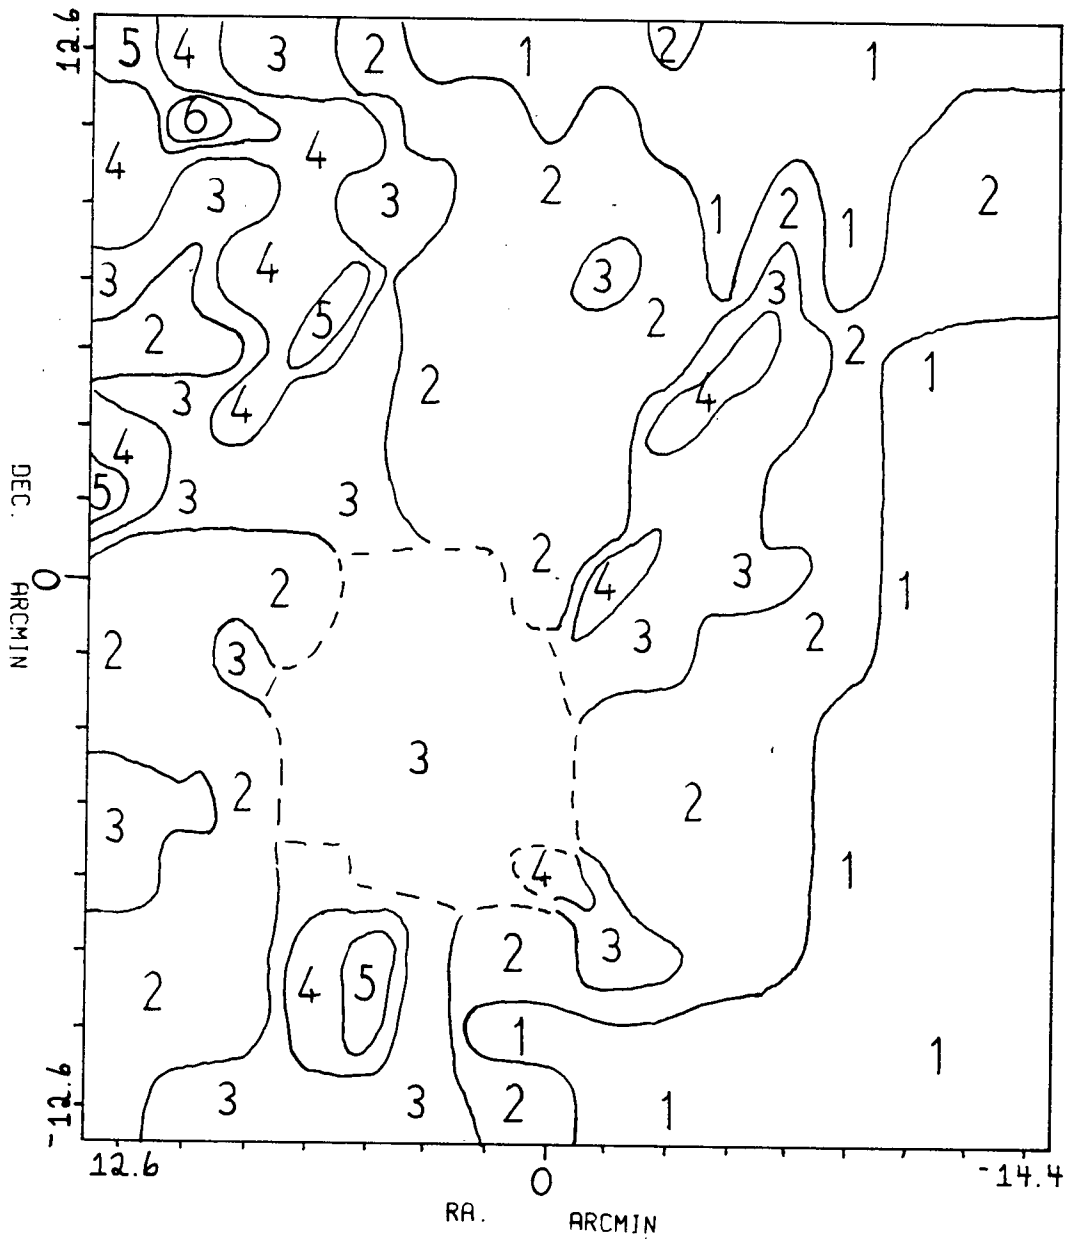 12.6
5 4 3 2 1 2 1
6
4 4
3 3 2 1 2 1 2
4
3 3 3
5 2
2 2 1
2
3 4 4
4
5 3 3
2 4 3 1
0
2
2 3 3 2
3
2 2
3
4 1
2 3
2 4 5
1 1
3 3 2 1
-12.6
DEC. ARCMIN
12.6 0 -14.4
RA. ARCMIN